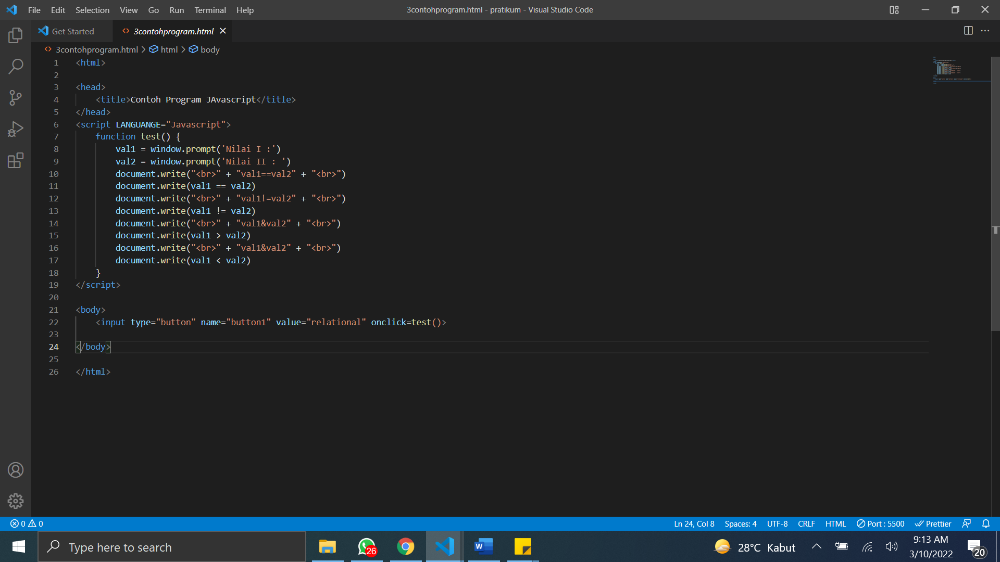 File Edit Selection View Go Run Terminal Help
3contohprogram.html - pratikum - Visual Studio Code
Get Started
3contohprogram.html
3contohprogram.html > html > body
1 <html>
2
3 <head>
4 <title>Contoh Program JAvascript</title>
5 </head>
6 <script LANGUANGE="Javascript">
7 function test() {
8 val1 = window.prompt('Nilai I :')
9 val2 = window.prompt('Nilai II : ')
10 document.write("<br>" + "val1==val2" + "<br>")
11 document.write(val1 == val2)
12 document.write("<br>" + "val1!=val2" + "<br>")
13 document.write(val1 != val2)
14 document.write("<br>" + "val1&val2" + "<br>")
15 document.write(val1 > val2)
16 document.write("<br>" + "val1&val2" + "<br>")
17 document.write(val1 < val2)
18 }
19 </script>
20
21 <body>
22 <input type="button" name="button1" value="relational" onclick=test()>
23
24 </body>
25
26 </html>
0 0
Ln 24, Col 8 Spaces: 4 UTF-8 CRLF HTML Port : 5500 Prettier
Type here to search
26
W
28°C Kabut
9:13 AM
3/10/2022
20